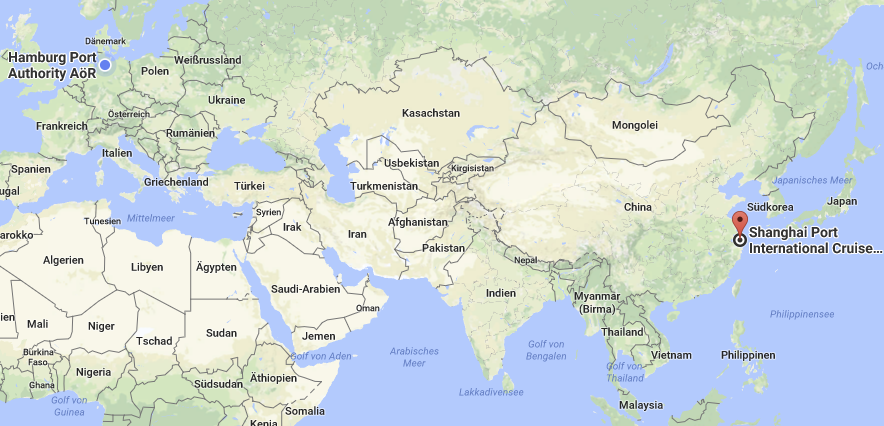 Dänemark
Hamburg Port
Authority AöR
Polen
Weißrussland
Ukraine
Österreich
Frankreich
Rumänien
Italien
Spanien
ugal
Griechenland
Türkei
Kasachstan
Mongolei
Usbekistan
Kirgisistan
Turkmenistan
Afghanistan
Pakistan
China
Südkorea
Japan
Japanisches Meer
Och
Shanghai Port
International Cruise...
Tunesien
Mittelmeer
Syrien
Irak
Iran
arokko
Algerien
Libyen
Ägypten
Saudi-Arabien
Oman
Nepal
Indien
Myanmar
(Birma)
Thailand
Vietnam
Philippinen
Philippinensee
ien
Mali
Niger
Tschad
Sudan
Jemen
Golf von Aden
Arabisches
Meer
Golf von
Bengalen
Golf von
Thailand
Burkina-
Faso
Ghana
Nigeria
Südsudan
Äthiopien
Somalia
Kenia
Golf von
Guinea
Lakkadivensee
Malaysia